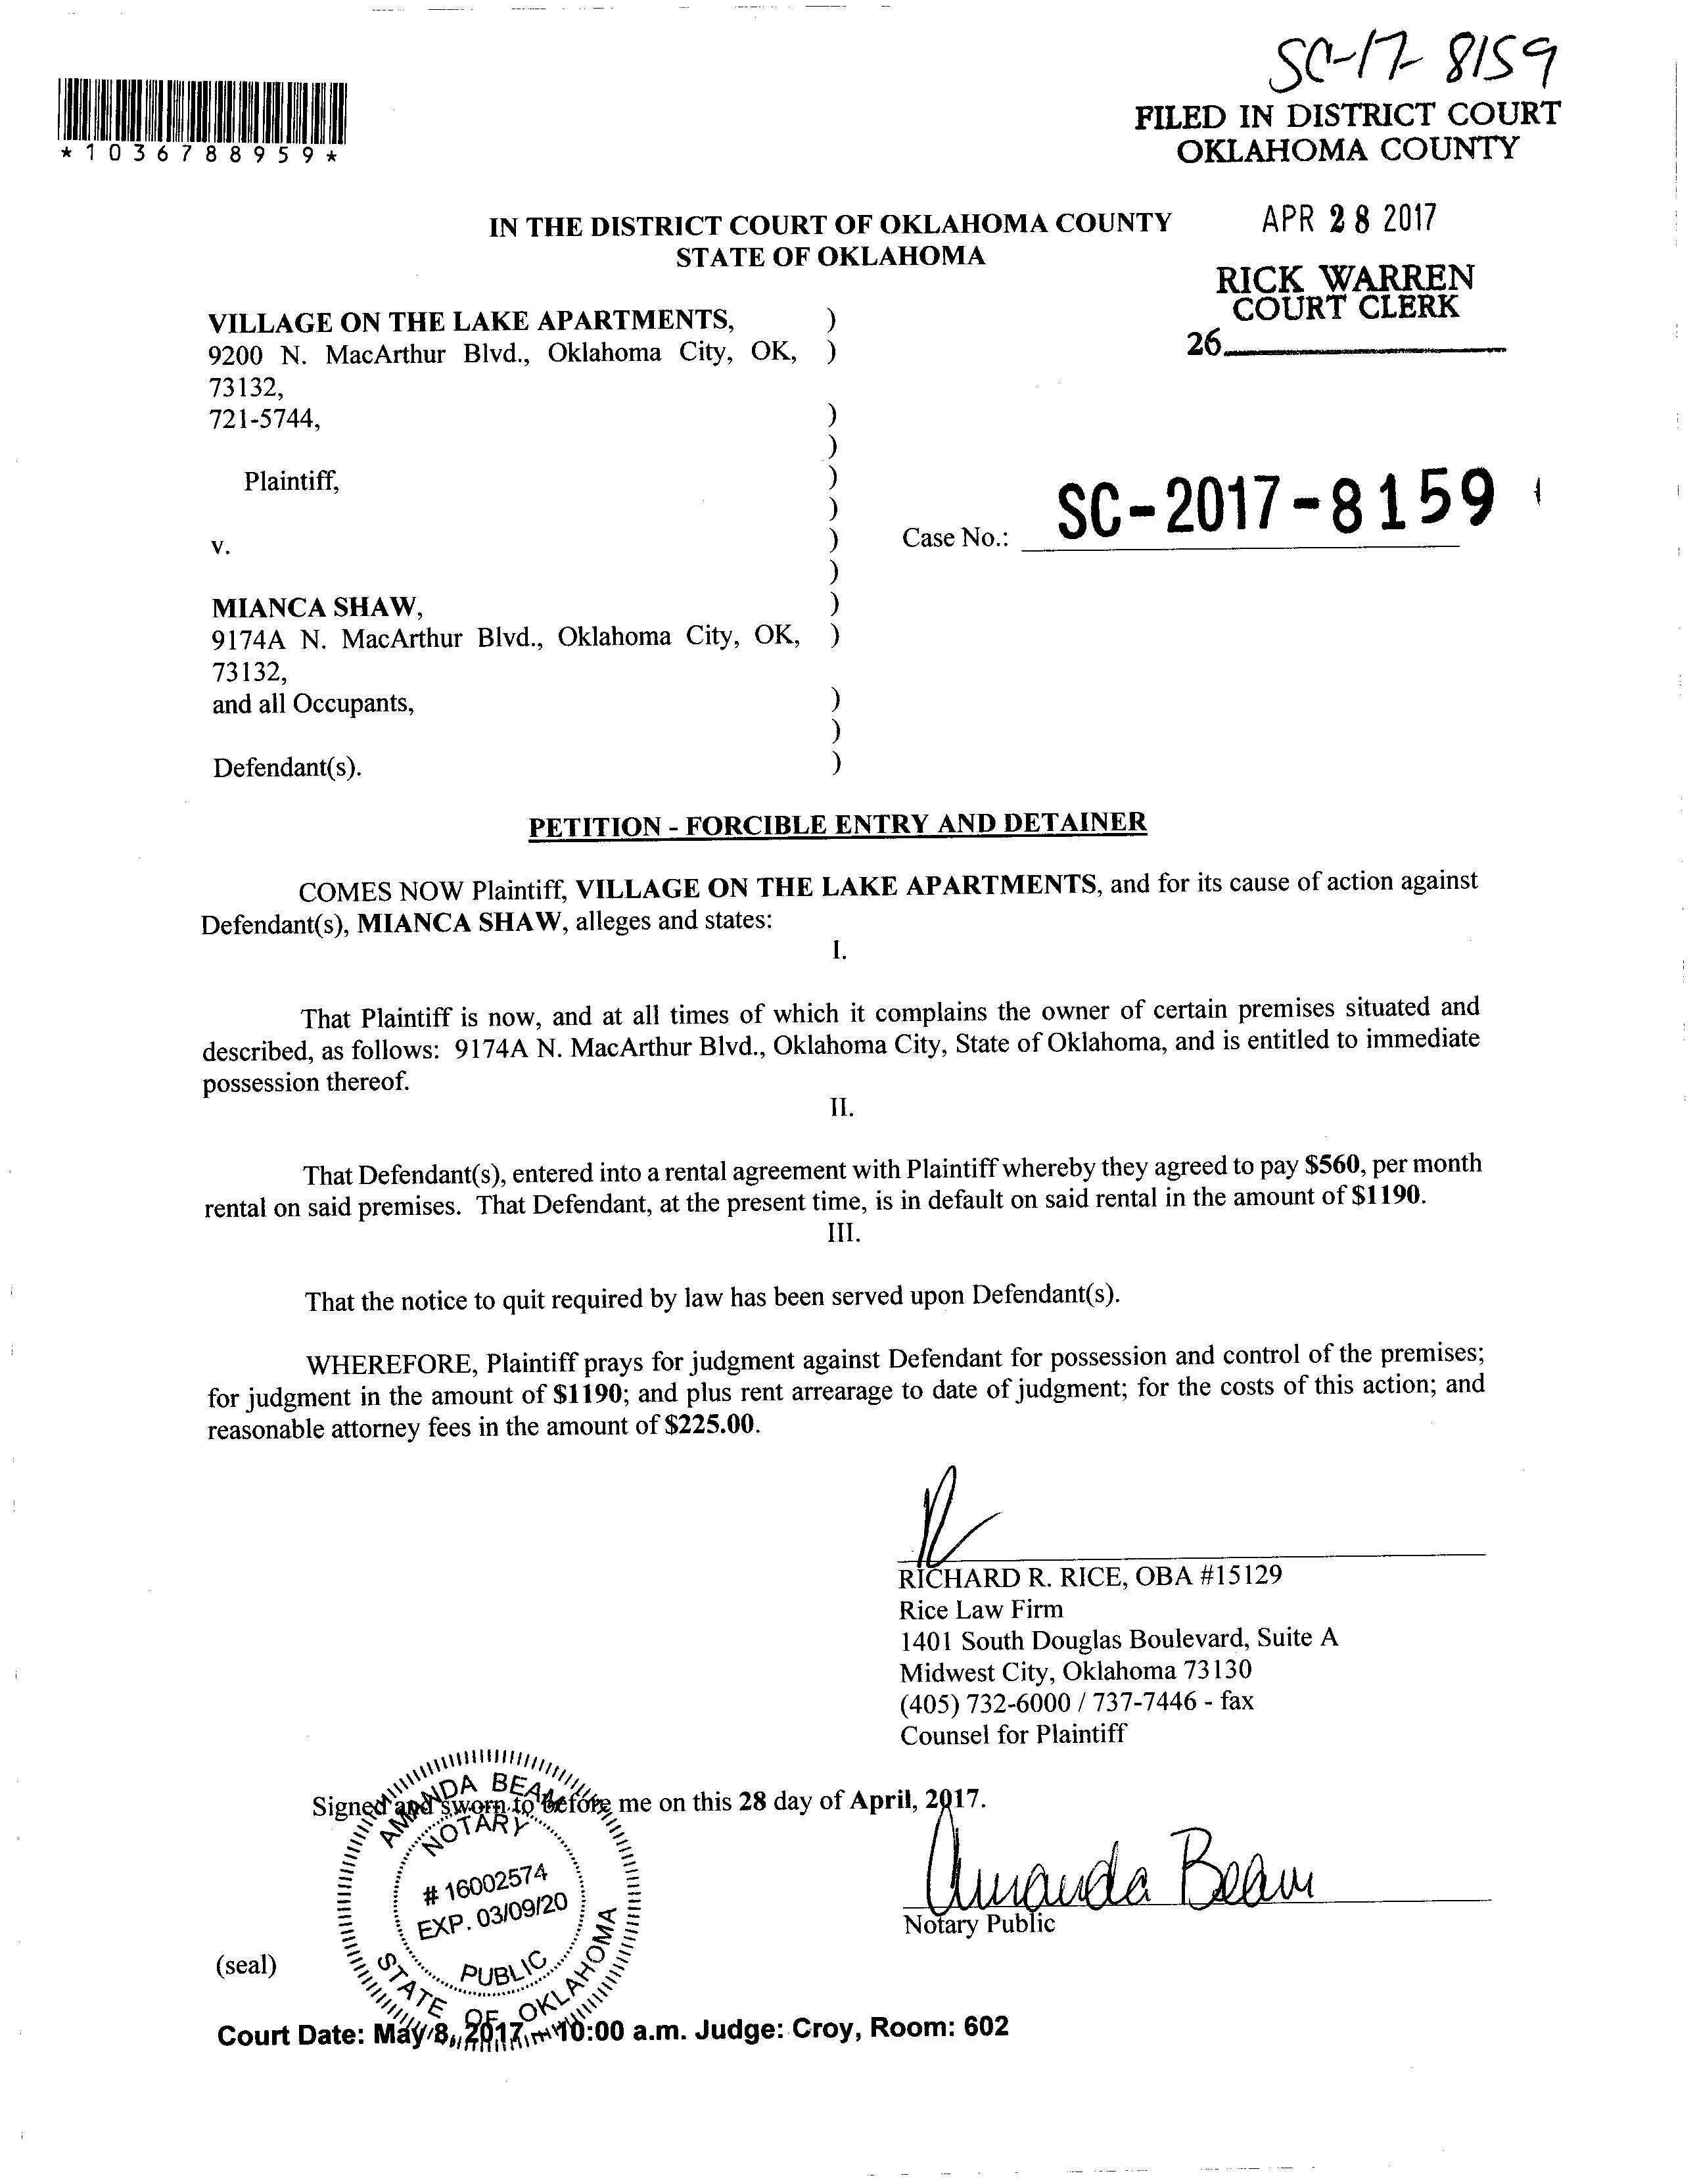 SC-17-8159
FILED IN DISTRICT COURT
OKLAHOMA COUNTY
*1036788959*
APR 28 2017
IN THE DISTRICT COURT OF OKLAHOMA COUNTY
STATE OF OKLAHOMA
RICK WARREN
COURT CLERK
26
VILLAGE ON THE LAKE APARTMENTS, )
9200 N. MacArthur Blvd., Oklahoma City, OK, )
73132,
721-5744, )
)
Plaintiff, )
)
v. )
Case No.: SC-2017-8159
)
MIANCA SHAW, )
9174A N. MacArthur Blvd., Oklahoma City, OK, )
73132,
and all Occupants, )
)
Defendant(s). )
PETITION - FORCIBLE ENTRY AND DETAINER
COMES NOW Plaintiff, VILLAGE ON THE LAKE APARTMENTS, and for its cause of action against
Defendant(s), MIANCA SHAW, alleges and states:
I.
That Plaintiff is now, and at all times of which it complains the owner of certain premises situated and
described, as follows: 9174A N. MacArthur Blvd., Oklahoma City, State of Oklahoma, and is entitled to immediate
possession thereof.
II.
That Defendant(s), entered into a rental agreement with Plaintiff whereby they agreed to pay $560, per month
rental on said premises. That Defendant, at the present time, is in default on said rental in the amount of $1190.
III.
That the notice to quit required by law has been served upon Defendant(s).
WHEREFORE, Plaintiff prays for judgment against Defendant for possession and control of the premises;
for judgment in the amount of $1190; and plus rent arrearage to date of judgment; for the costs of this action; and
reasonable attorney fees in the amount of $225.00.
RICHARD R. RICE, OBA #15129
Rice Law Firm
1401 South Douglas Boulevard, Suite A
Midwest City, Oklahoma 73130
(405) 732-6000 / 737-7446 - fax
Counsel for Plaintiff
Signed and sworn to before me on this 28 day of April, 2017.
AMANDA BEAM
NOTARY
# 16002574
EXP. 03/09/20
PUBLIC
STATE OF OKLAHOMA
Amanda Beam
Notary Public
(seal)
Court Date: May 8, 2017 - 10:00 a.m. Judge: Croy, Room: 602